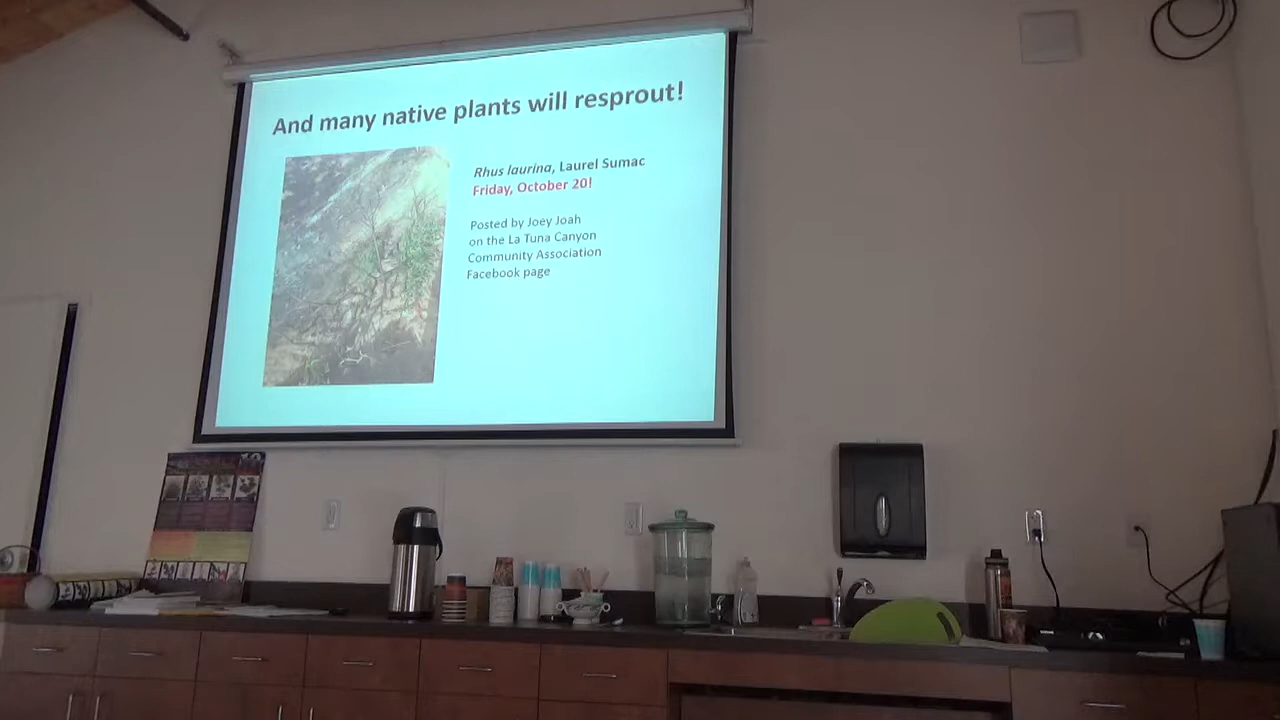 And many native plants will resprout!
Rhus laurina, Laurel Sumac
Friday, October 20!
Posted by Joey Joah
on the La Tuna Canyon
Community Association
Facebook page